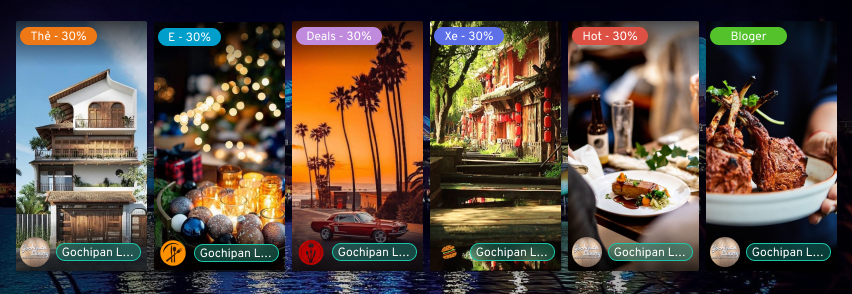 Thẻ - 30%
E - 30%
Deals - 30%
Xe - 30%
Hot - 30%
Bloger
Gochipan L...
Gochipan L...
Gochipan L...
Gochipan L...
Gochipan L...
Gochipan L...